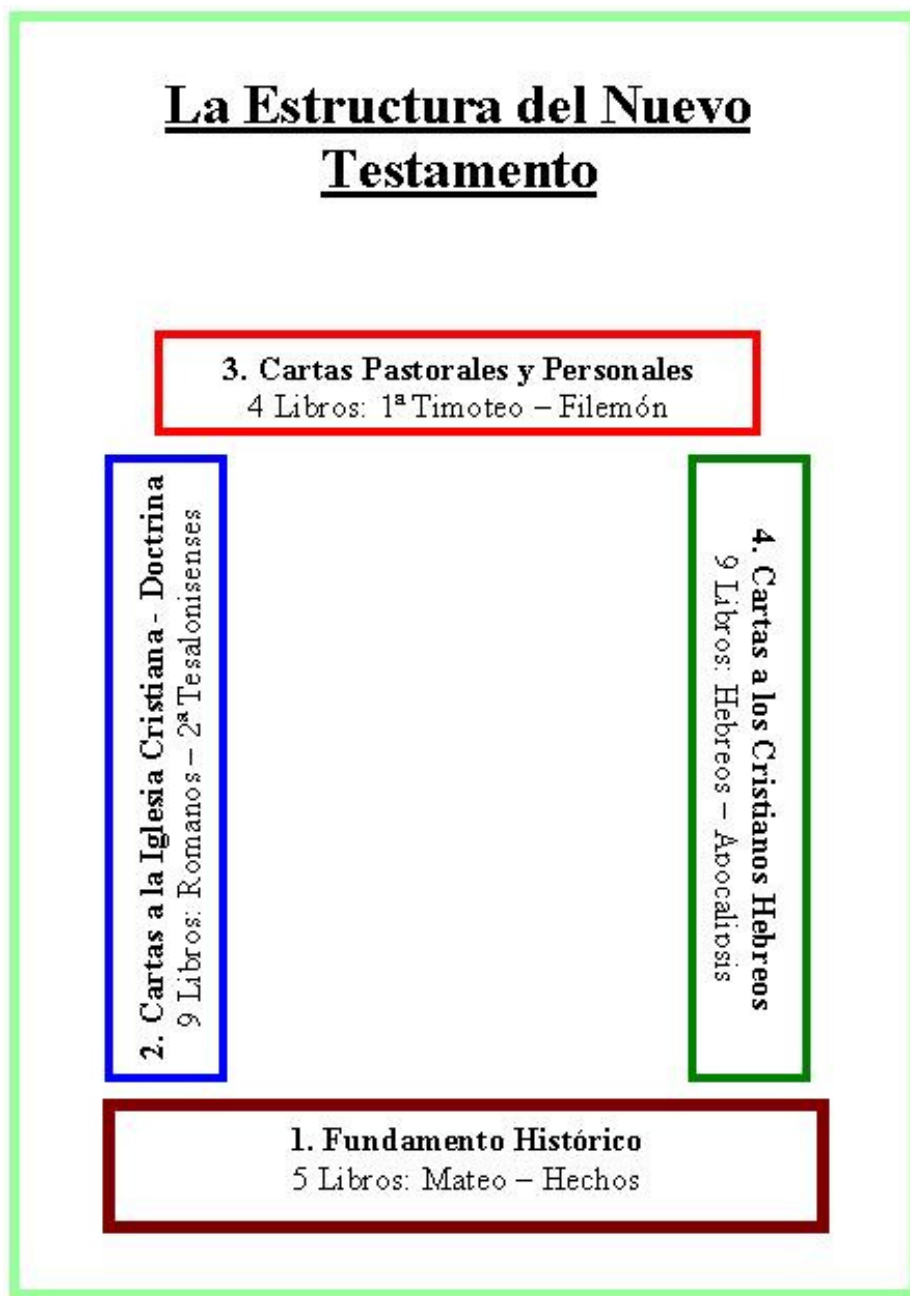 La Estructura del Nuevo
Testamento
3. Cartas Pastorales y Personales
4 Libros: 1ª Timoteo – Filemón
2. Cartas a la Iglesia Cristiana - Doctrina
9 Libros: Romanos – 2ª Tesalonisenses
4. Cartas a los Cristianos Hebreos
9 Libros: Hebreos – Apocalipsis
1. Fundamento Histórico
5 Libros: Mateo – Hechos